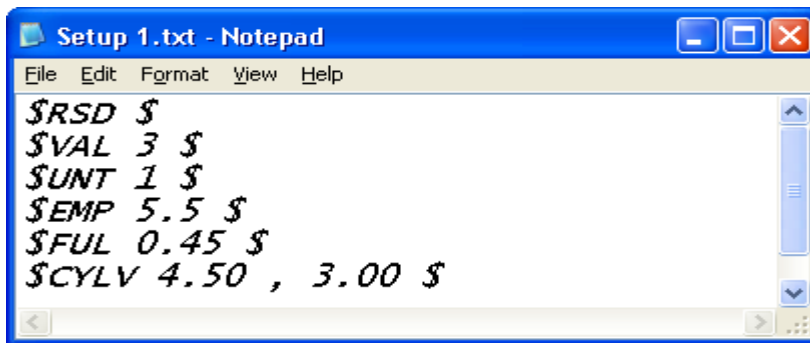 Setup 1.txt - Notepad
File Edit Format View Help
$RSD $
$VAL 3 $
$UNT 1 $
$EMP 5.5 $
$FUL 0.45 $
$CYLV 4.50 , 3.00 $